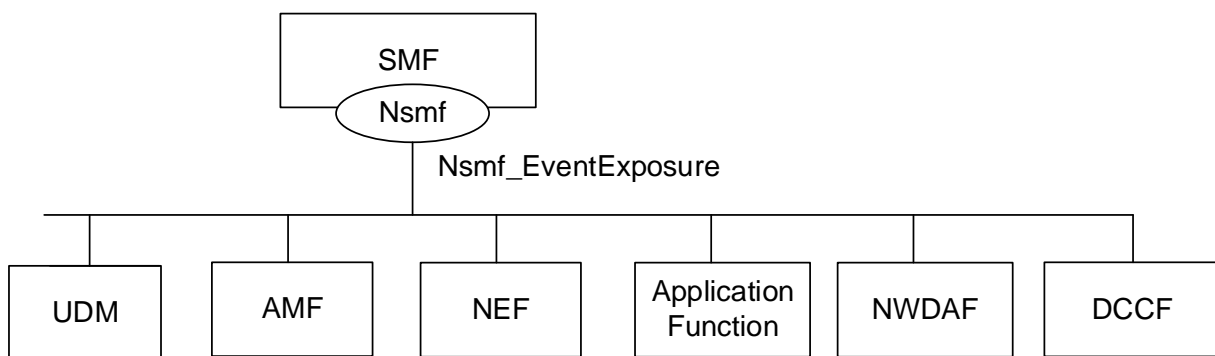 SMF
Nsmf
Nsmf_EventExposure
UDM
AMF
NEF
Application
Function
NWDAF
DCCF